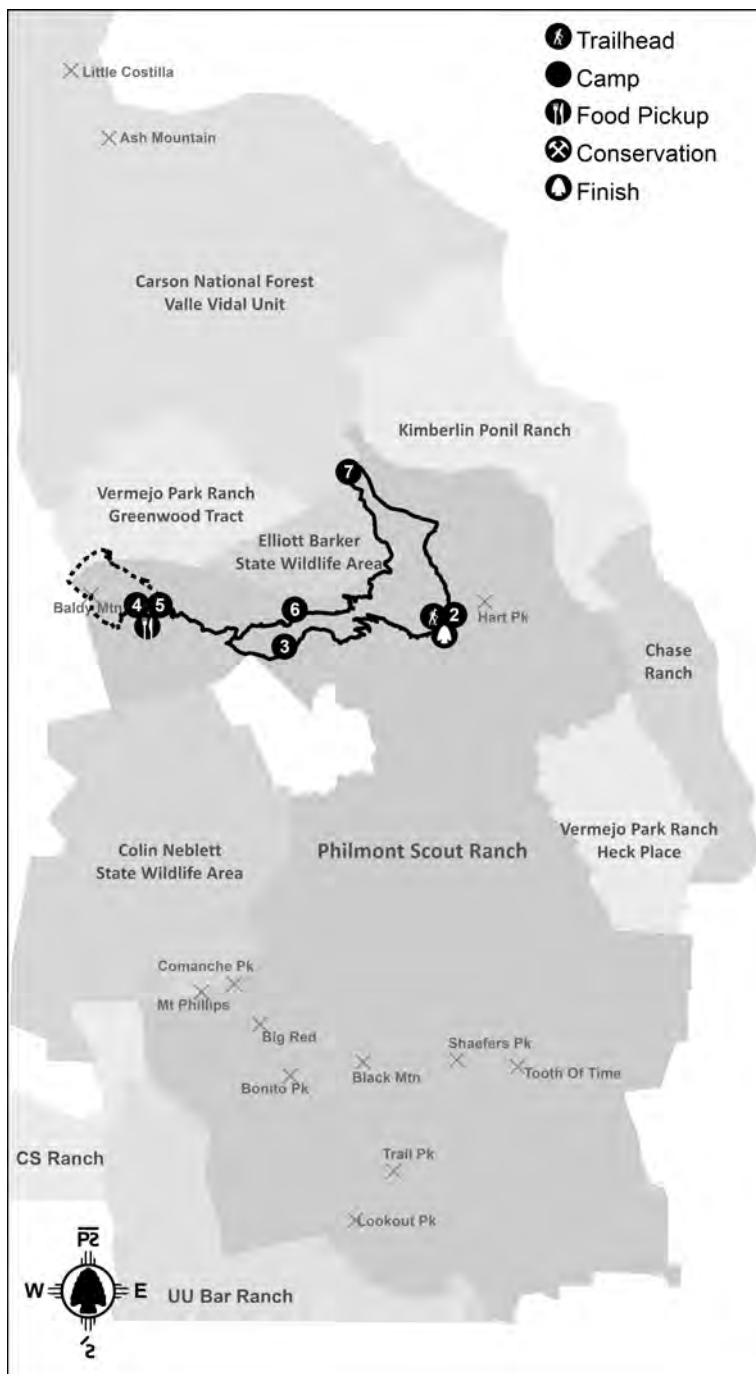 Trailhead
Camp
Food Pickup
Conservation
Finish
Little Costilla
Ash Mountain
Carson National Forest
Valle Vidal Unit
Kimberlin Ponil Ranch
7
Vermejo Park Ranch
Greenwood Tract
Elliott Barker
State Wildlife Area
Baldy Mtn
4
5
6
2
Hart Pk
3
Chase
Ranch
Vermejo Park Ranch
Heck Place
Colin Neblett
State Wildlife Area
Philmont Scout Ranch
Comanche Pk
Mt Phillips
Big Red
Bonito Pk
Black Mtn
Shaefers Pk
Tooth Of Time
Trail Pk
Lookout Pk
CS Ranch
W
E
UU Bar Ranch